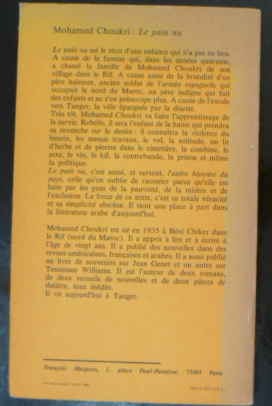 Mohamed Choukri : Le pain nu
Le pain nu est le récit d'une enfance qui n'a pas eu lieu.
A cause de la famine qui, dans les années quarante,
a chassé la famille de Mohamed Choukri de son
village dans le Rif. A cause aussi de la brutalité d'un
père haineux, ancien soldat de l'armée espagnole qui
occupait le nord du Maroc, un père indigne qui fait
des enfants et ne s'en préoccupe plus. A cause de l'exode
vers Tanger, la ville épargnée par la disette.
Très tôt, Mohamed Choukri va faire l'apprentissage de
la survie. Rebelle, il sera l'enfant de la haine qui prendra
sa revanche sur le destin : il connaîtra la violence du
besoin, les menus travaux, le vol, la solitude, un lit
d'herbe et de pierres dans le cimetière, la combine, le
sexe, le vin, le kif, la contrebande, la prison et même
la politique.
Le pain nu, c'est aussi, et surtout, l'autre histoire du
pays, celle qu'on oublie de raconter parce qu'elle est
faite par les gens de la pauvreté, de la misère et de
l'exclusion. La force de ce texte, c'est sa totale véracité
et sa simplicité absolue. Il tient une place à part dans
la littérature arabe d'aujourd'hui.
Mohamed Choukri est né en 1935 à Béni Chiker dans
le Rif (nord du Maroc). Il a appris à lire et à écrire à
l'âge de vingt ans. Il a publié des nouvelles dans des
revues américaines, françaises et arabes. Il a aussi publié
un livre de souvenirs sur Jean Genet et un autre sur
Tennessee Williams. Il est l'auteur de deux romans,
de deux recueils de nouvelles et de deux pièces de
théâtre, tous inédits.
Il vit aujourd'hui à Tanger.
François Maspero, 1, place Paul-Painlevé, 75005 Paris